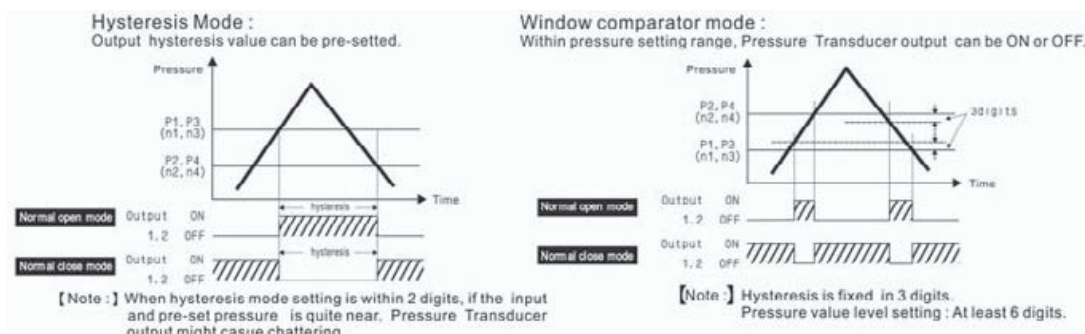 Hysteresis Mode :
Output hysteresis value can be pre-setted.
Pressure
P1, P3
(n1, n3)
P2, P4
(n2, n4)
Time
hysteresis
Normal open mode Output ON
1. 2 OFF
hysteresis
Normal close mode Output ON
1. 2 OFF
【Note :】 When hysteresis mode setting is within 2 digits, if the input
and pre-set pressure is quite near, Pressure Transducer
output might casue chattering
Window comparator mode :
Within pressure setting range, Pressure Transducer output can be ON or OFF.
Pressure
P2, P4
(n2, n4)
3digits
P1, P3
(n1, n3)
Time
Normal open mode Output ON
1. 2 OFF
Normal close mode Output ON
1. 2 OFF
【Note :】 Hysteresis is fixed in 3 digits.
Pressure value level setting : At least 6 digits.